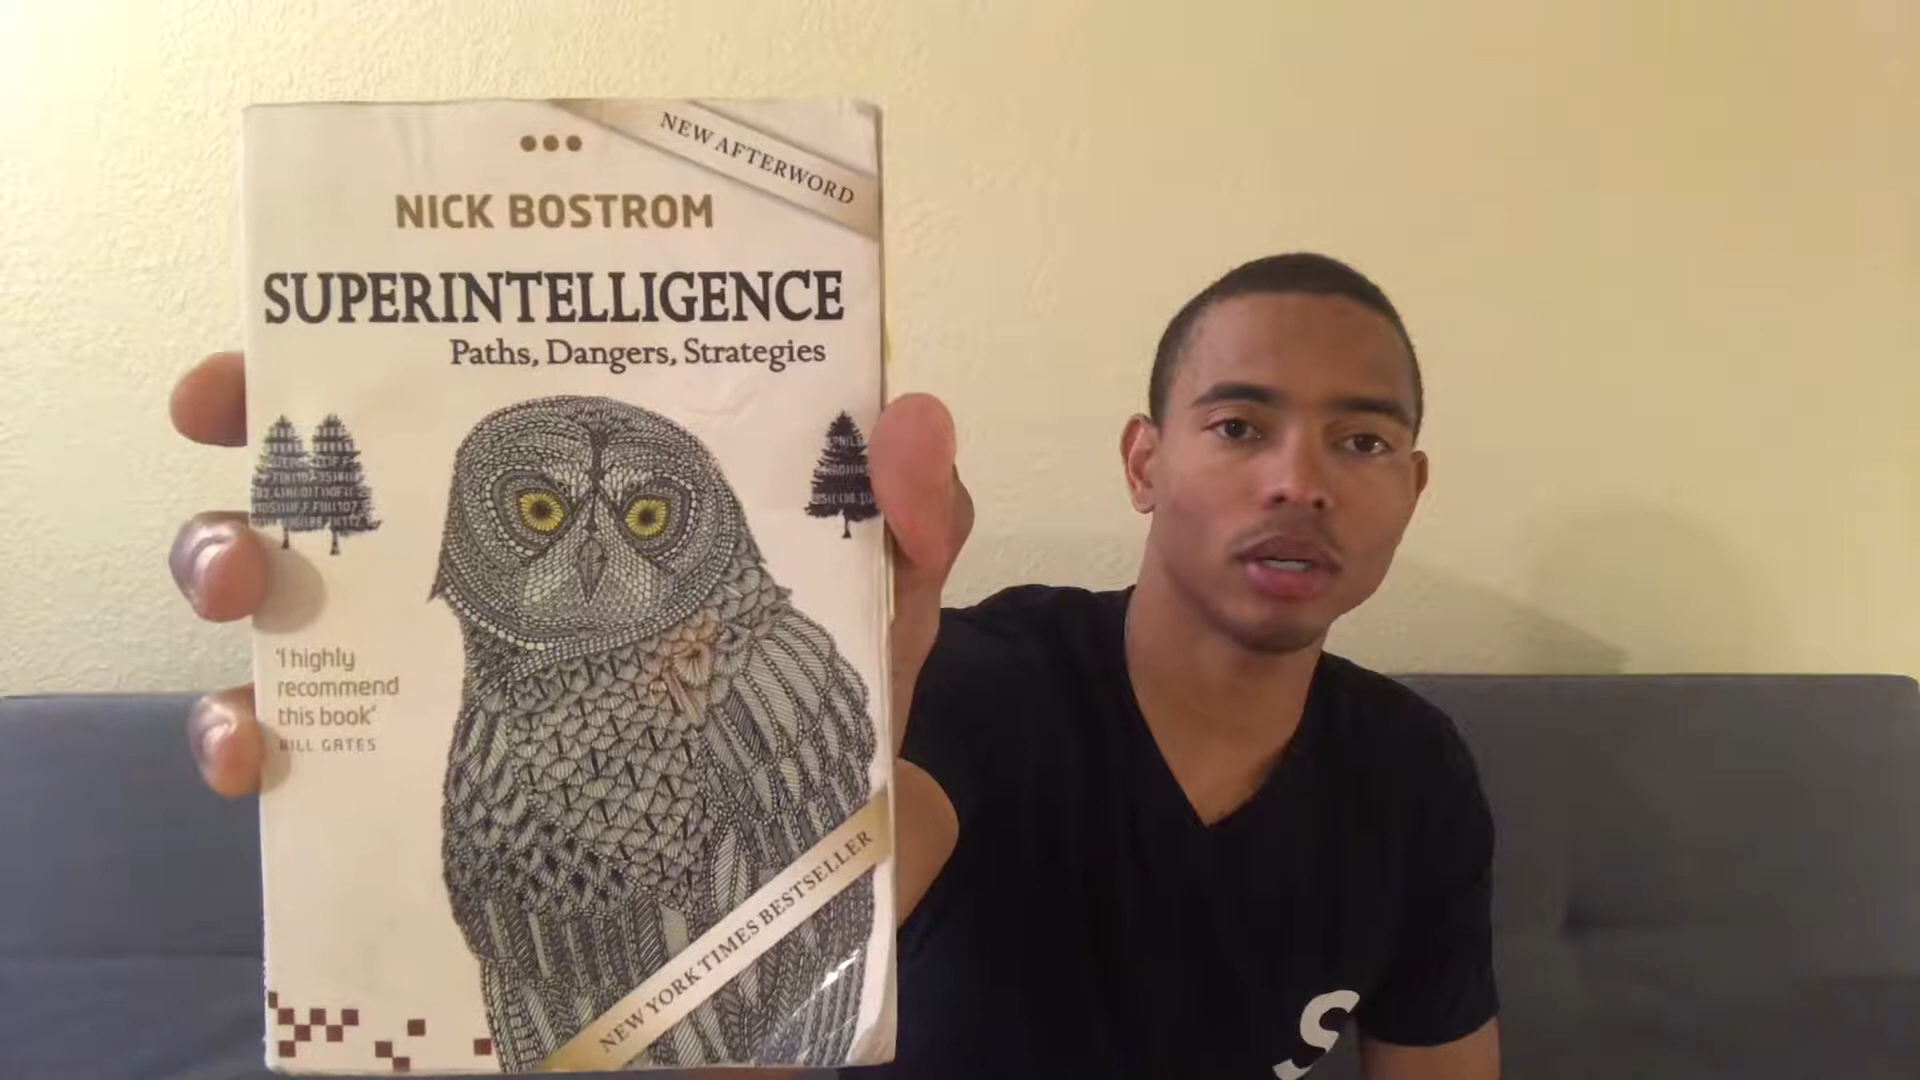 NEW AFTERWORD
NICK BOSTROM
SUPERINTELLIGENCE
Paths, Dangers, Strategies
'I highly
recommend
this book'
BILL GATES
NEW YORK TIMES BESTSELLER
S